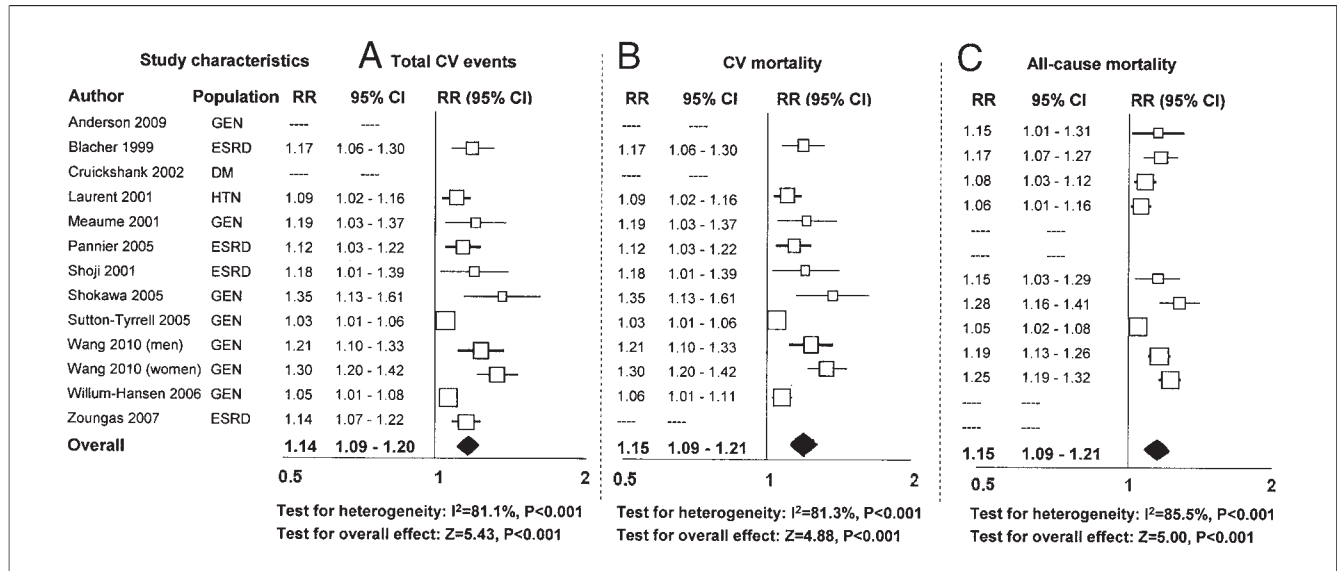 Study characteristics A Total CV events B CV mortality C All-cause mortality
Author Population RR 95% CI RR (95% CI) RR 95% CI RR (95% CI) RR 95% CI RR (95% CI)
Anderson 2009 GEN ---- ---- ---- ---- 1.15 1.01 - 1.31
Blacher 1999 ESRD 1.17 1.06 - 1.30 1.17 1.06 - 1.30 1.17 1.07 - 1.27
Cruickshank 2002 DM ---- ---- ---- ---- 1.08 1.03 - 1.12
Laurent 2001 HTN 1.09 1.02 - 1.16 1.09 1.02 - 1.16 1.06 1.01 - 1.16
Meaume 2001 GEN 1.19 1.03 - 1.37 1.19 1.03 - 1.37 ---- ----
Pannier 2005 ESRD 1.12 1.03 - 1.22 1.12 1.03 - 1.22 ---- ----
Shoji 2001 ESRD 1.18 1.01 - 1.39 1.18 1.01 - 1.39 1.15 1.03 - 1.29
Shokawa 2005 GEN 1.35 1.13 - 1.61 1.35 1.13 - 1.61 1.28 1.16 - 1.41
Sutton-Tyrrell 2005 GEN 1.03 1.01 - 1.06 1.03 1.01 - 1.06 1.05 1.02 - 1.08
Wang 2010 (men) GEN 1.21 1.10 - 1.33 1.21 1.10 - 1.33 1.19 1.13 - 1.26
Wang 2010 (women) GEN 1.30 1.20 - 1.42 1.30 1.20 - 1.42 1.25 1.19 - 1.32
Willum-Hansen 2006 GEN 1.05 1.01 - 1.08 1.06 1.01 - 1.11 ---- ----
Zoungas 2007 ESRD 1.14 1.07 - 1.22 ---- ---- ---- ----
Overall 1.14 1.09 - 1.20 1.15 1.09 - 1.21 1.15 1.09 - 1.21
0.5 1 2 0.5 1 2 0.5 1 2
Test for heterogeneity: I²=81.1%, P<0.001 Test for heterogeneity: I²=81.3%, P<0.001 Test for heterogeneity: I²=85.5%, P<0.001
Test for overall effect: Z=5.43, P<0.001 Test for overall effect: Z=4.88, P<0.001 Test for overall effect: Z=5.00, P<0.001